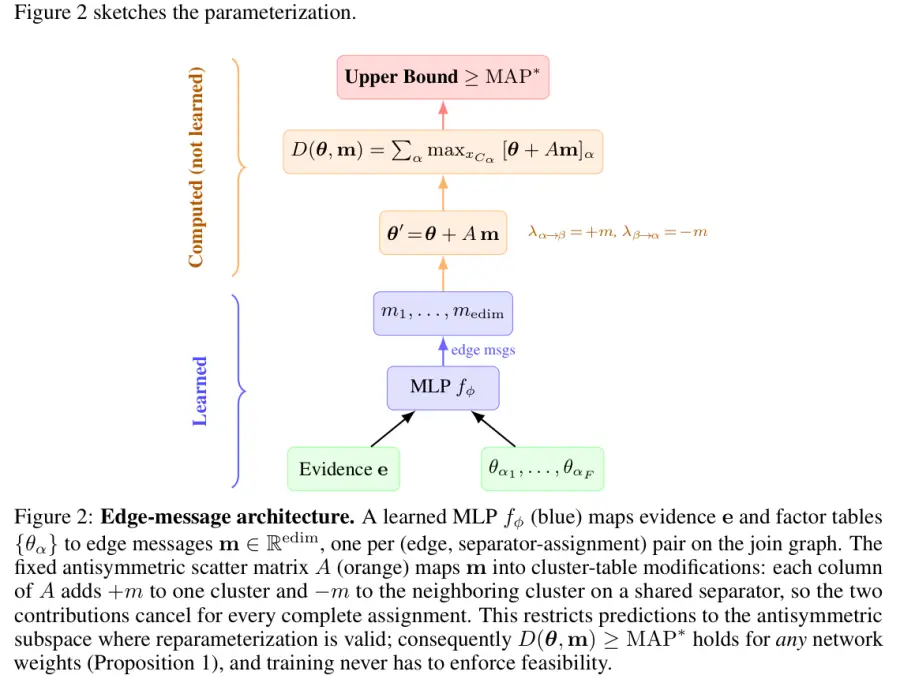 Figure 2 sketches the parameterization.
Computed (not learned)
Upper Bound ≥ MAP*
D(θ, m) = ∑α maxxCα [θ + Am]α
θ′ = θ + A m
λα→β = +m, λβ→α = −m
Learned
m1, . . . , medim
edge msgs
MLP fϕ
Evidence e
θα1, . . . , θαF
Figure 2: Edge-message architecture. A learned MLP fϕ (blue) maps evidence e and factor tables
{θα} to edge messages m ∈ ℝedim, one per (edge, separator-assignment) pair on the join graph. The
fixed antisymmetric scatter matrix A (orange) maps m into cluster-table modifications: each column
of A adds +m to one cluster and −m to the neighboring cluster on a shared separator, so the two
contributions cancel for every complete assignment. This restricts predictions to the antisymmetric
subspace where reparameterization is valid; consequently D(θ, m) ≥ MAP* holds for any network
weights (Proposition 1), and training never has to enforce feasibility.